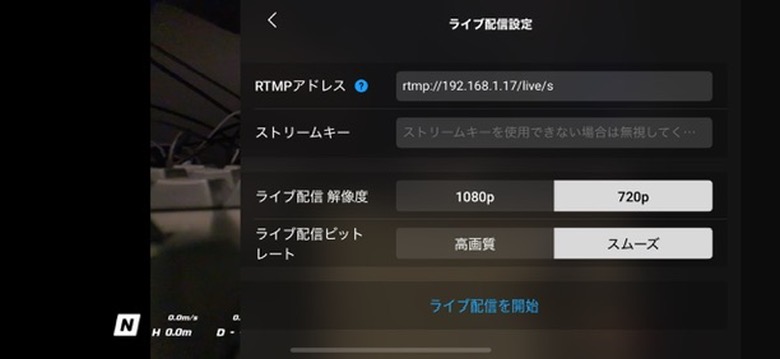 ライブ配信設定
RTMPアドレス ?
rtmp://192.168.1.17/live/s
ストリームキー
ストリームキーを使用できない場合は無視してく…
ライブ配信 解像度
1080p
720p
ライブ配信ビット
レート
高画質
スムーズ
ライブ配信を開始
N
0.0m/s
0.
H 0.0m
D - -